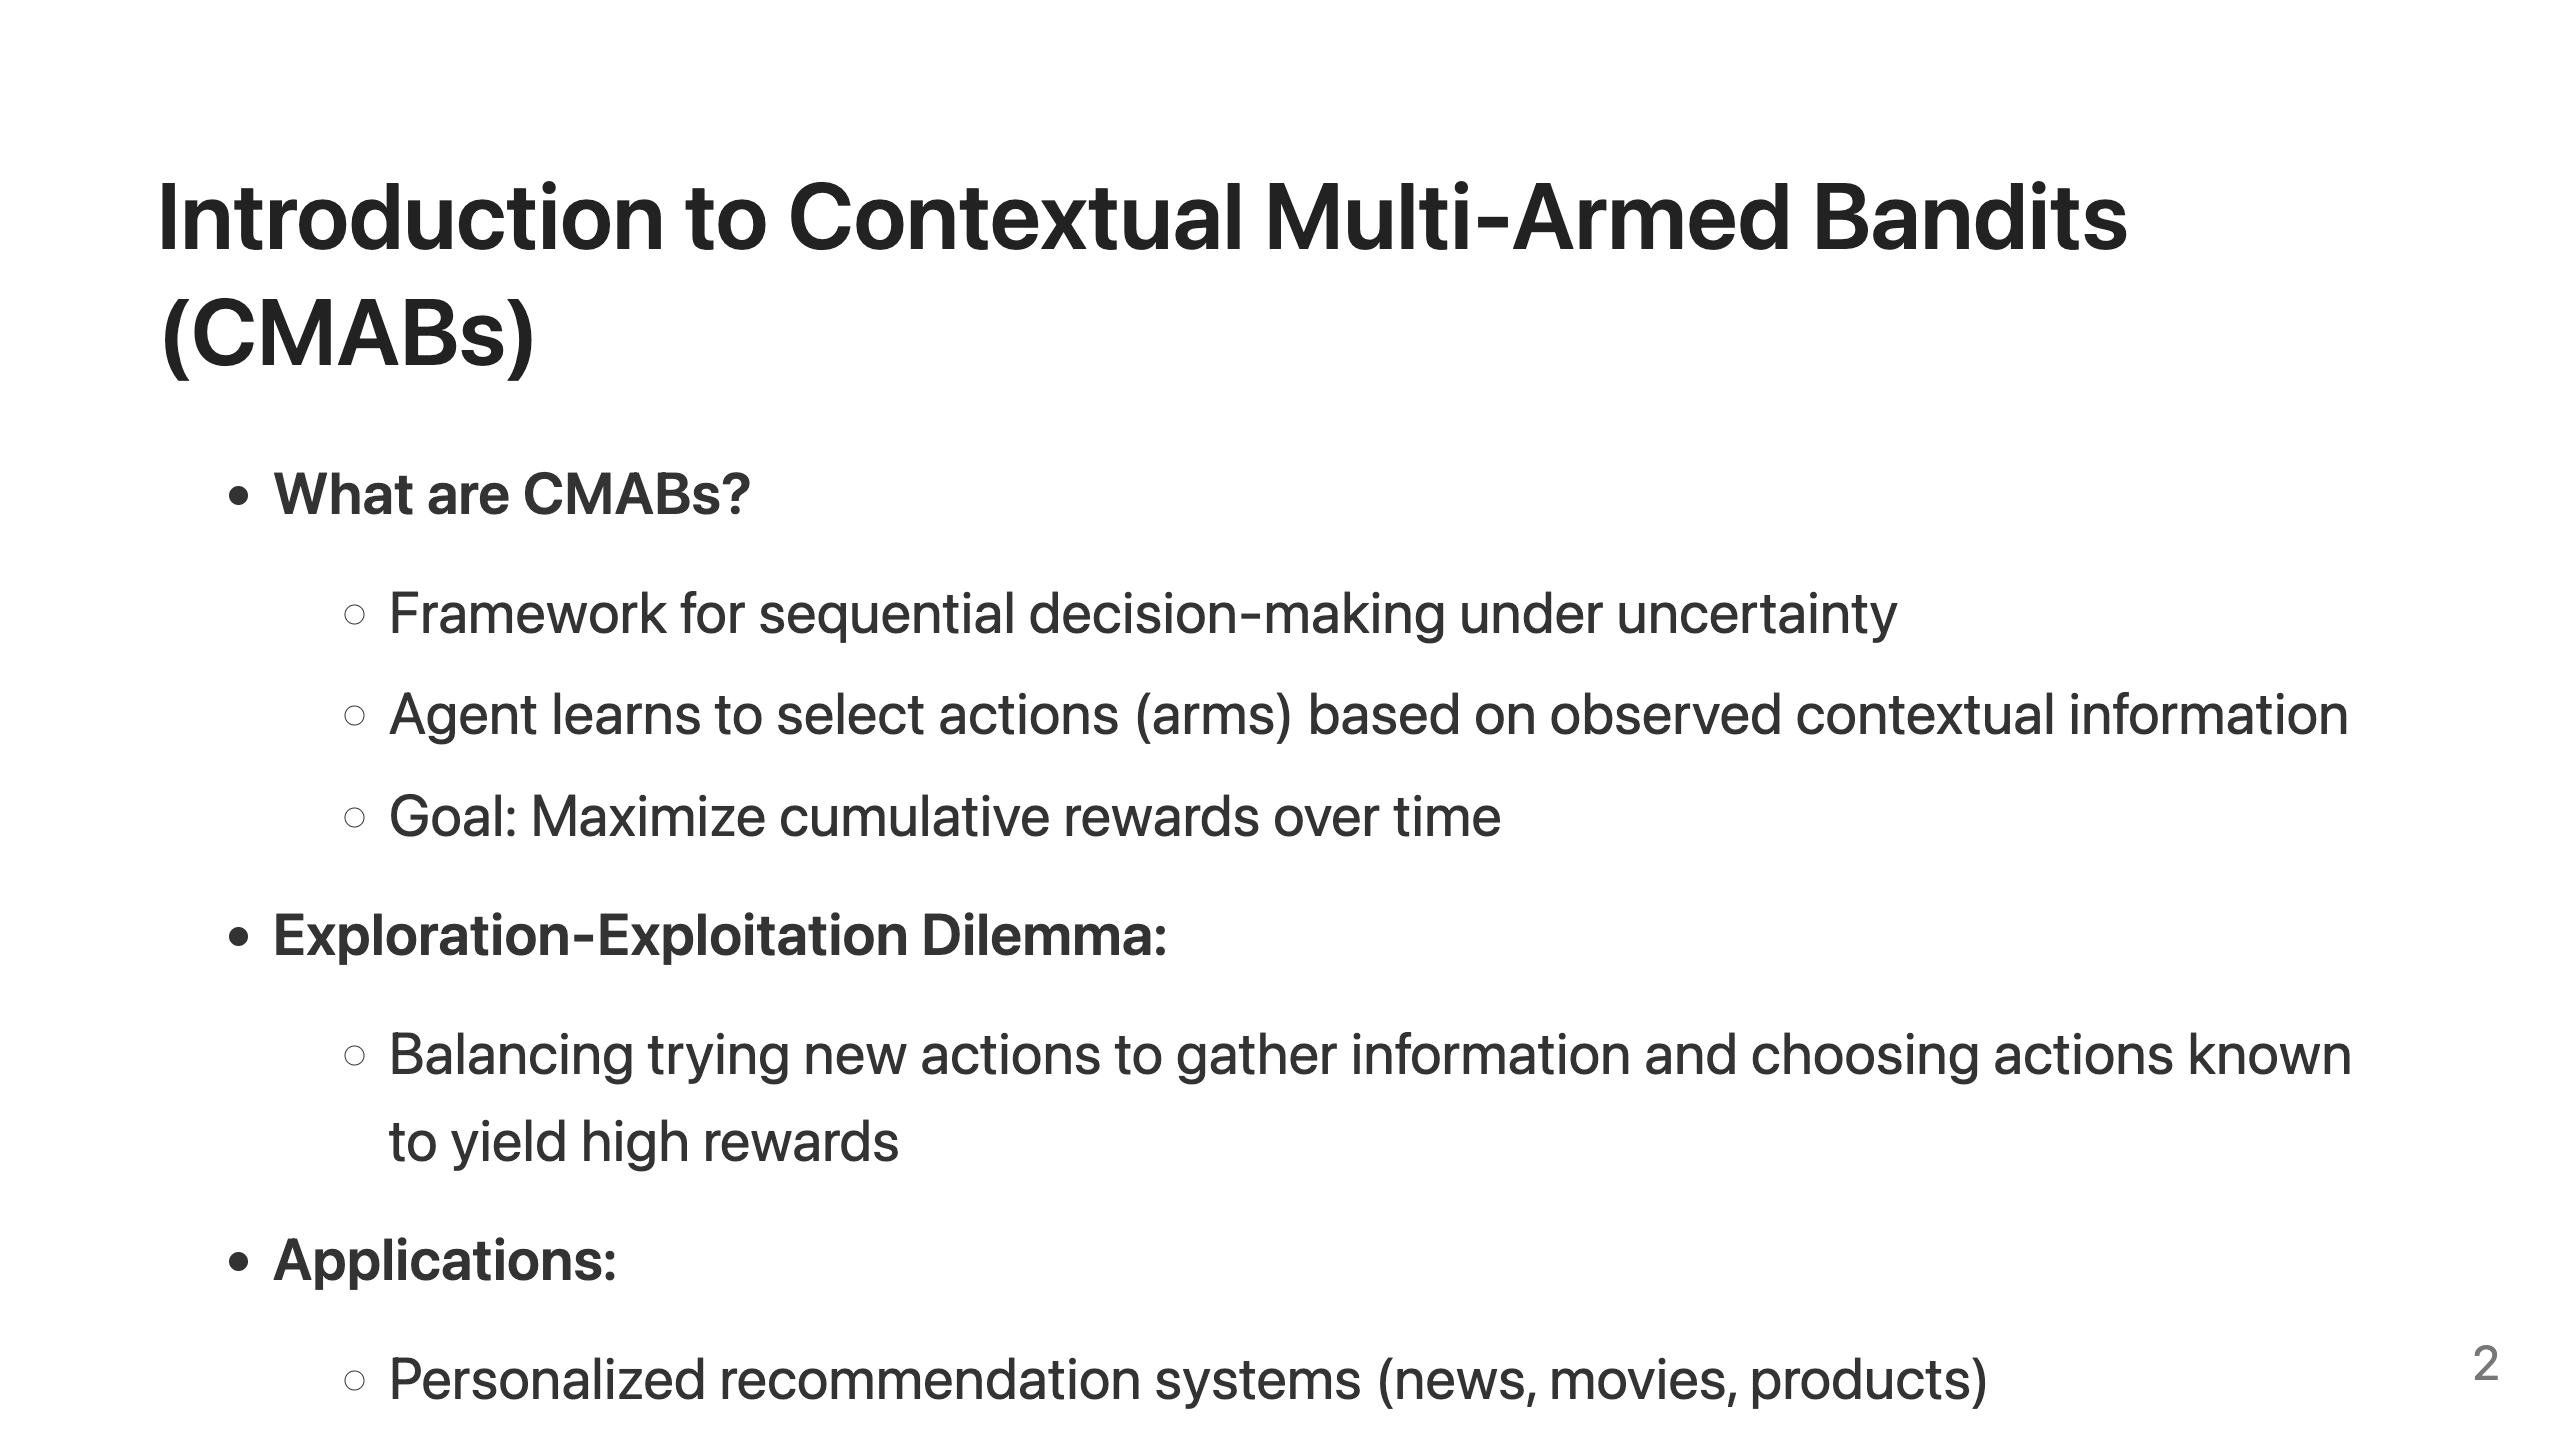 Introduction to Contextual Multi-Armed Bandits
(CMABs)
• What are CMABs?
○ Framework for sequential decision-making under uncertainty
○ Agent learns to select actions (arms) based on observed contextual information
○ Goal: Maximize cumulative rewards over time
• Exploration-Exploitation Dilemma:
○ Balancing trying new actions to gather information and choosing actions known
to yield high rewards
• Applications:
○ Personalized recommendation systems (news, movies, products)
2